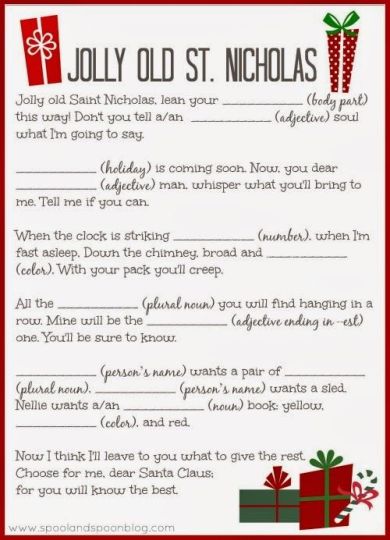 JOLLY OLD ST. NICHOLAS
Jolly old Saint Nicholas, lean your __________ (body part)
this way! Don't you tell a/an __________ (adjective) soul
what I'm going to say.
__________ (holiday) is coming soon. Now, you dear
__________ (adjective) man, whisper what you'll bring to
me. Tell me if you can.
When the clock is striking __________ (number), when I'm
fast asleep, Down the chimney, broad and __________
(color), With your pack you'll creep.
All the __________ (plural noun) you will find hanging in a
row. Mine will be the __________ (adjective ending in -est)
one. You'll be sure to know.
__________ (person's name) wants a pair of __________
(plural noun). __________ (person's name) wants a sled.
Nellie wants a/an __________ (noun) book; yellow,
__________ (color), and red.
Now I think I'll leave to you what to give the rest.
Choose for me, dear Santa Claus;
for you will know the best.
www.spoolandspoonblog.com